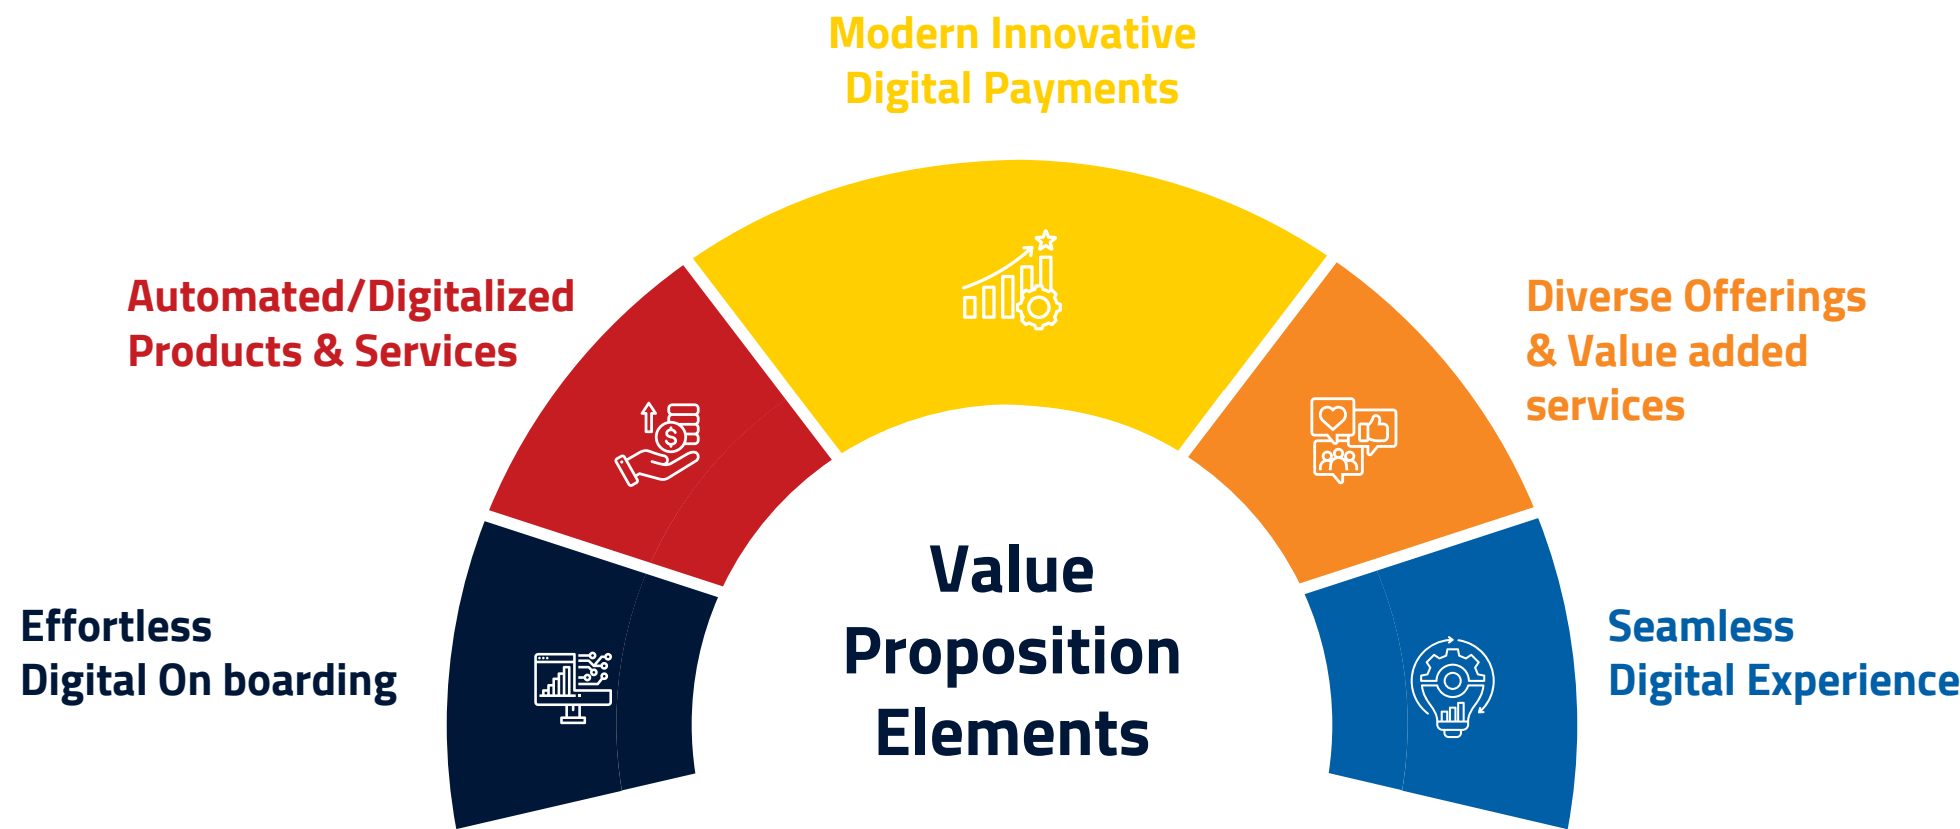 Modern Innovative
Digital Payments
Automated/Digitalized
Products & Services
Diverse Offerings
& Value added
services
Effortless
Digital On boarding
Value
Proposition
Elements
Seamless
Digital Experience